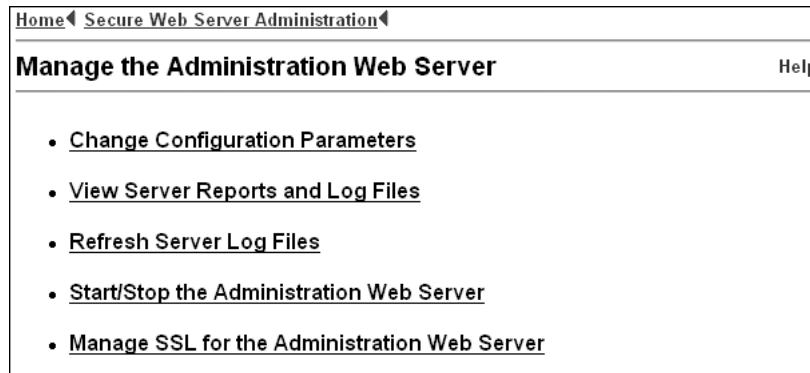 Home Secure Web Server Administration
Manage the Administration Web Server Help
Change Configuration Parameters
View Server Reports and Log Files
Refresh Server Log Files
Start/Stop the Administration Web Server
Manage SSL for the Administration Web Server